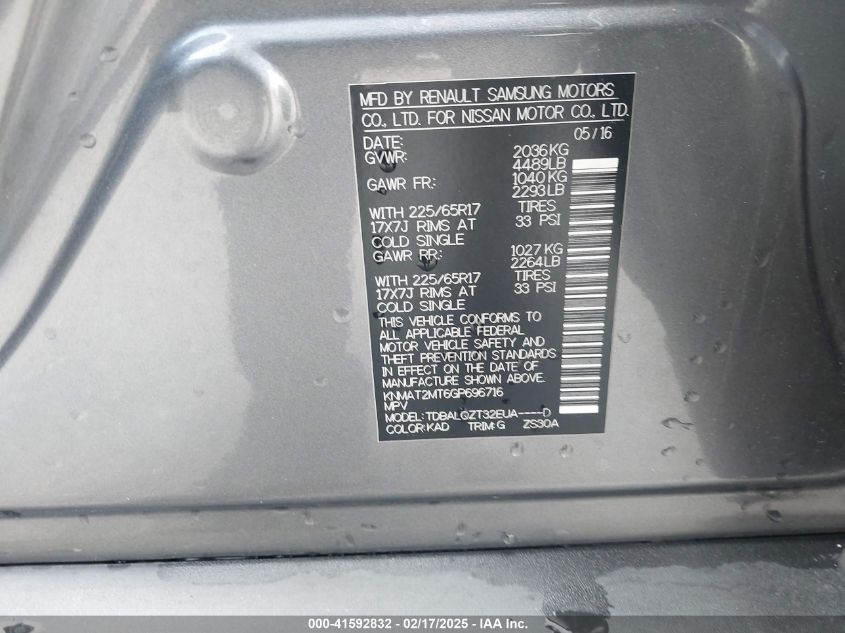 MFD BY RENAULT SAMSUNG MOTORS
CO., LTD. FOR NISSAN MOTOR CO., LTD.
DATE: 05/16
GVWR: 2036KG
4489LB
GAWR FR: 1040KG
2293LB
WITH 225/65R17 TIRES
17X7J RIMS AT 33 PSI
COLD SINGLE
GAWR RR: 1027KG
2264LB
WITH 225/65R17 TIRES
17X7J RIMS AT 33 PSI
COLD SINGLE
THIS VEHICLE CONFORMS TO
ALL APPLICABLE FEDERAL
MOTOR VEHICLE SAFETY AND
THEFT PREVENTION STANDARDS
IN EFFECT ON THE DATE OF
MANUFACTURE SHOWN ABOVE.
KNMAT2MT6GP696716
MPV
MODEL: TDBALGZT32EUA----D
COLOR:KAD TRIM:G ZS30A
000-41592832 - 02/17/2025 - IAA Inc.